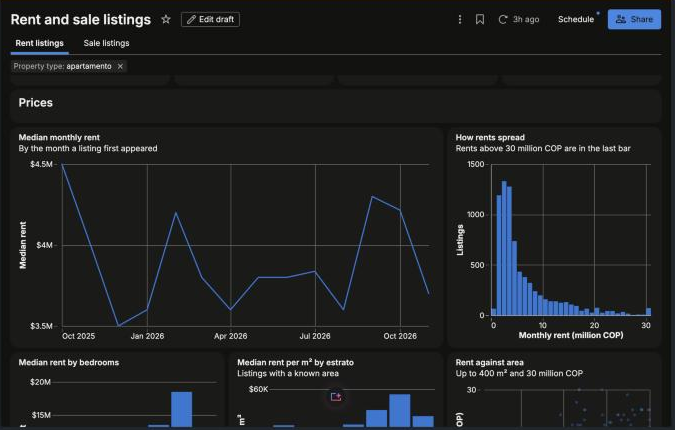 Rent and sale listings
Edit draft
3h ago
Schedule
Share
Rent listings
Sale listings
Property type: apartamento
Prices
Median monthly rent
By the month a listing first appeared
Median rent
$4.5M
$4M
$3.5M
Oct 2025
Jan 2026
Apr 2026
Jul 2026
Oct 2026
How rents spread
Rents above 30 million COP are in the last bar
Listings
1500
1000
500
0
0
10
20
30
Monthly rent (million COP)
Median rent by bedrooms
$20M
$15M
Median rent per m² by estrato
Listings with a known area
$60K
m²
Rent against area
Up to 400 m² and 30 million COP
30
OP)